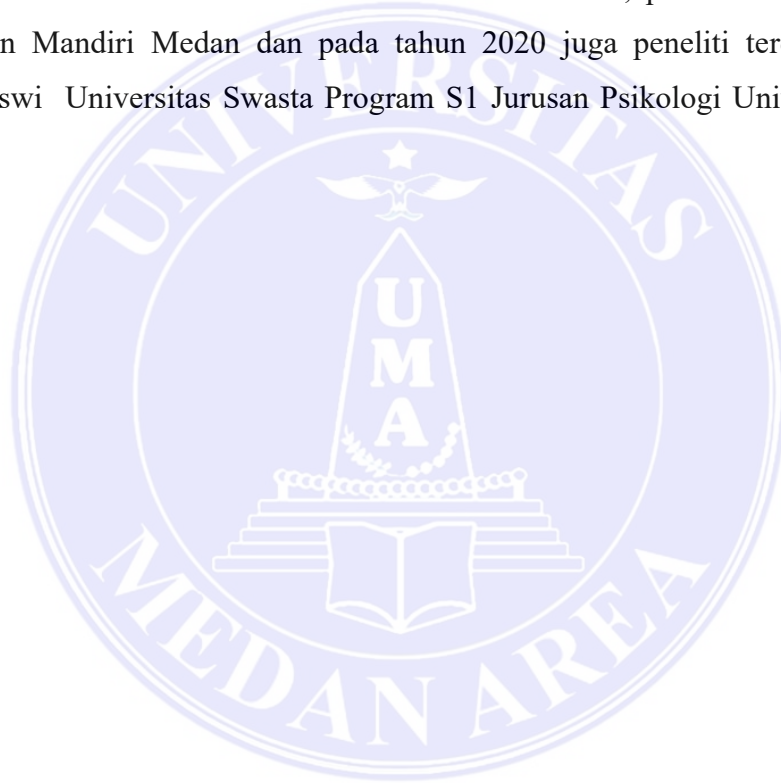 n Mandiri Medan dan pada tahun 2020 juga peneliti ter
swi Universitas Swasta Program S1 Jurusan Psikologi Uni
UNIVERSITAS
U
M
A
MEDAN AREA